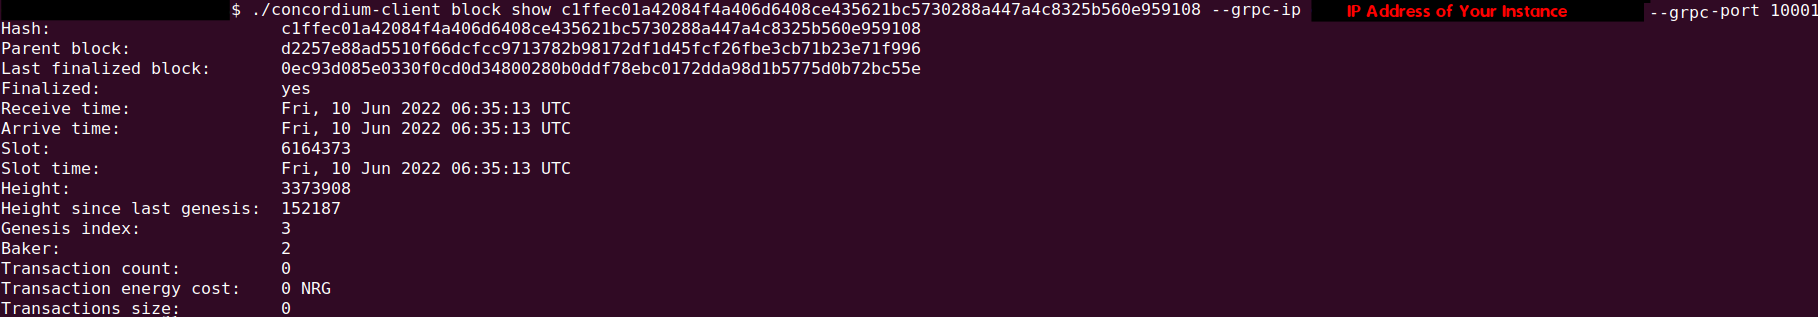 $ ./concordium-client block show c1ffec01a42084f4a406d6408ce435621bc5730288a447a4c8325b560e959108 --grpc-ip IP Address of Your Instance --grpc-port 10001
Hash: c1ffec01a42084f4a406d6408ce435621bc5730288a447a4c8325b560e959108
Parent block: d2257e88ad5510f66dcfcc9713782b98172df1d45fcf26fbe3cb71b23e71f996
Last finalized block: 0ec93d085e0330f0cd0d34800280b0ddf78ebc0172dda98d1b5775d0b72bc55e
Finalized: yes
Receive time: Fri, 10 Jun 2022 06:35:13 UTC
Arrive time: Fri, 10 Jun 2022 06:35:13 UTC
Slot: 6164373
Slot time: Fri, 10 Jun 2022 06:35:13 UTC
Height: 3373908
Height since last genesis: 152187
Genesis index: 3
Baker: 2
Transaction count: 0
Transaction energy cost: 0 NRG
Transactions size: 0